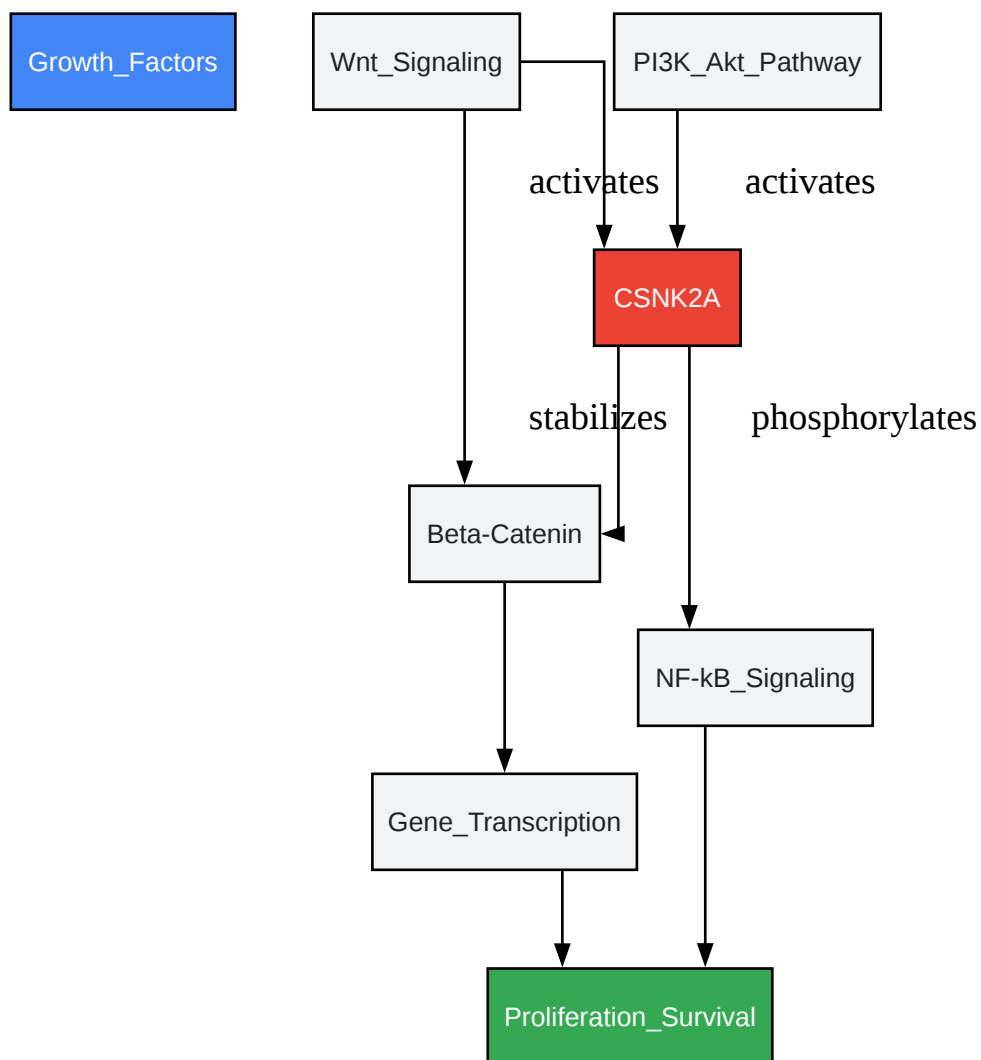 Growth_Factors
Wnt_Signaling
PI3K_Akt_Pathway
activates
activates
CSNK2A
stabilizes
phosphorylates
Beta-Catenin
NF-kB_Signaling
Gene_Transcription
Proliferation_Survival